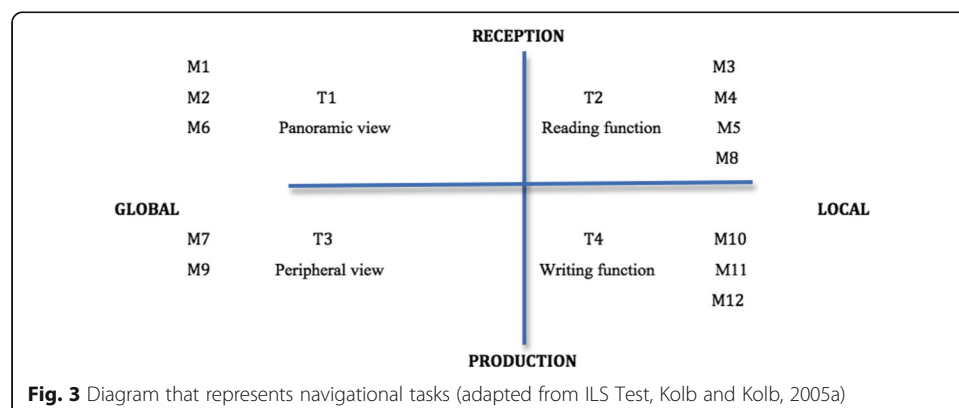 RECEPTION
M1 M3
M2 T1 T2 M4
M6 Panoramic view Reading function M5
M8
GLOBAL LOCAL
M7 T3 T4 M10
M9 Peripheral view Writing function M11
M12
PRODUCTION
Fig. 3 Diagram that represents navigational tasks (adapted from ILS Test, Kolb and Kolb, 2005a)